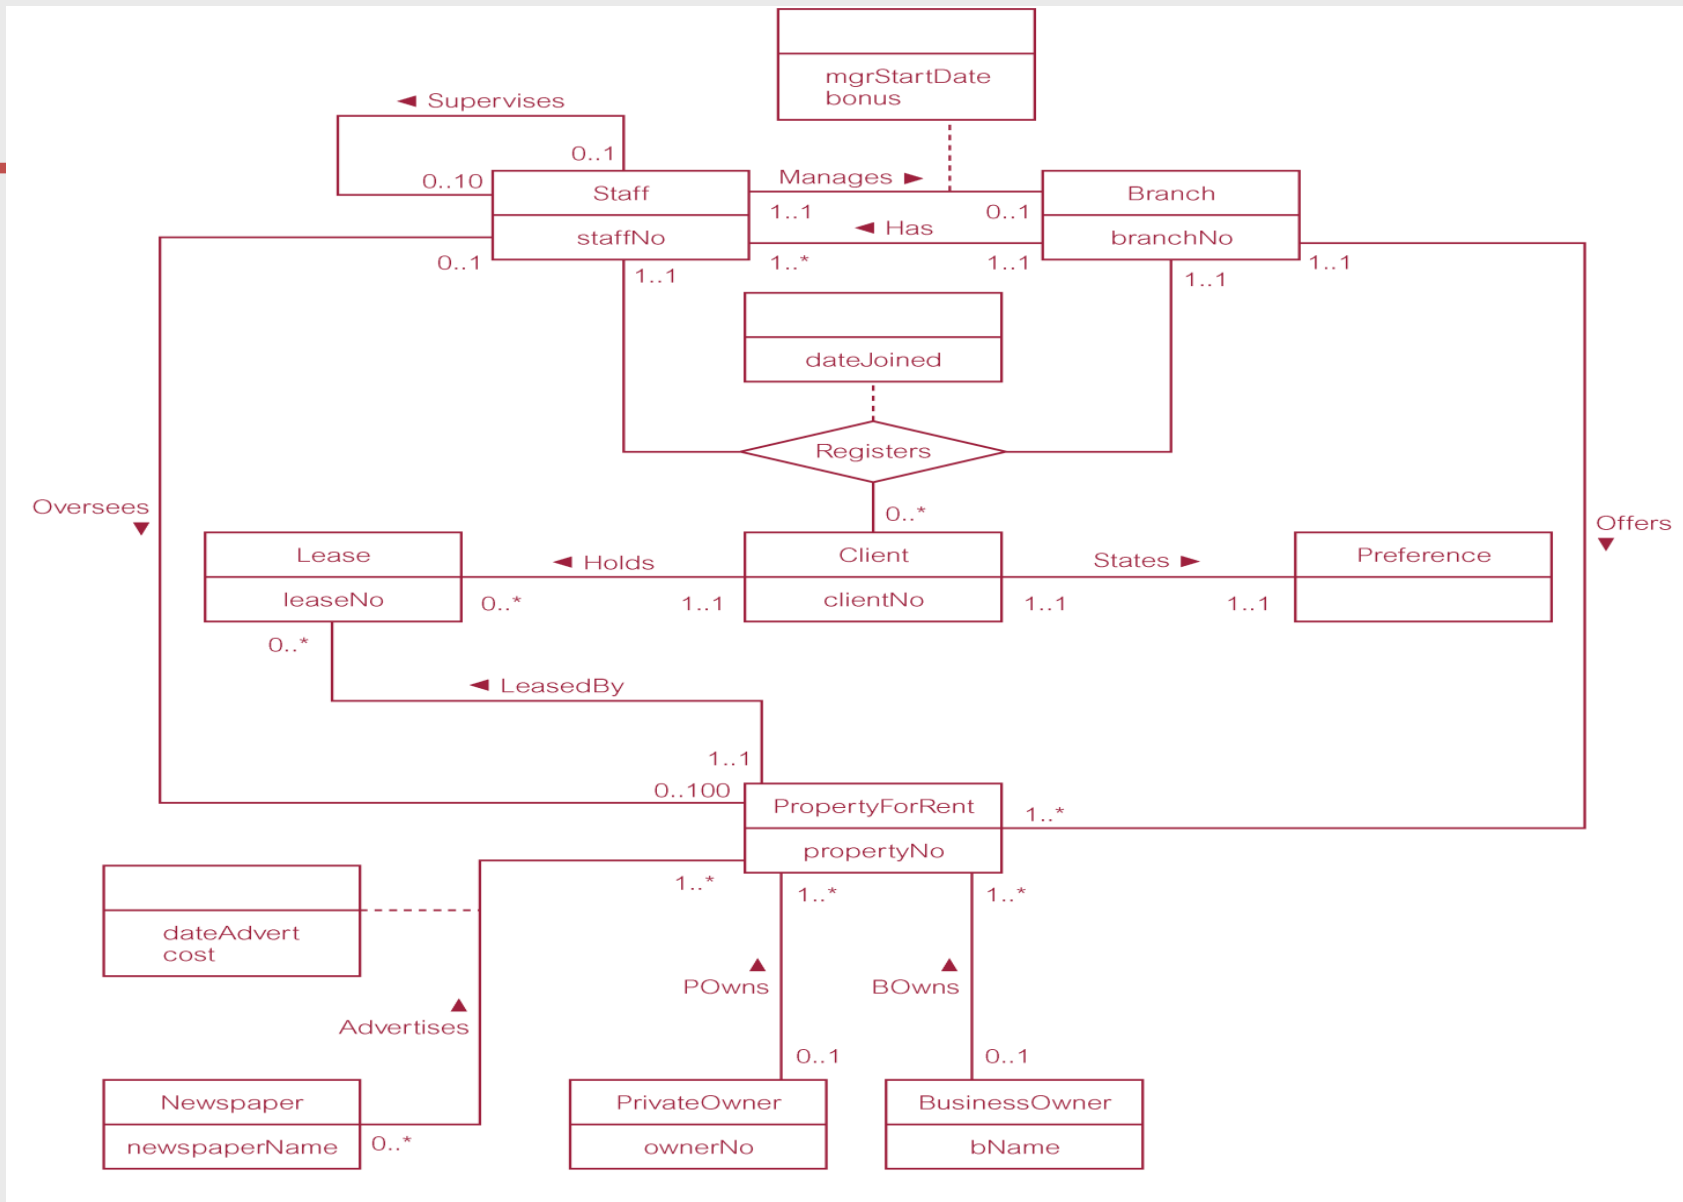 mgrStartDate
bonus
◄ Supervises
0..1
0..10
Staff
staffNo
Manages ►
1..1
0..1
◄ Has
1..*
1..1
Branch
branchNo
0..1
1..1
1..1
1..1
dateJoined
Registers
0..*
Oversees
▼
Offers
▼
Lease
leaseNo
◄ Holds
0..*
1..1
Client
clientNo
States ►
1..1
1..1
Preference
0..*
◄ LeasedBy
1..1
0..100
PropertyForRent
propertyNo
1..*
1..*
1..*
1..*
dateAdvert
cost
▲
POwns
▲
BOwns
▲
Advertises
0..1
0..1
Newspaper
newspaperName
0..*
PrivateOwner
ownerNo
BusinessOwner
bName